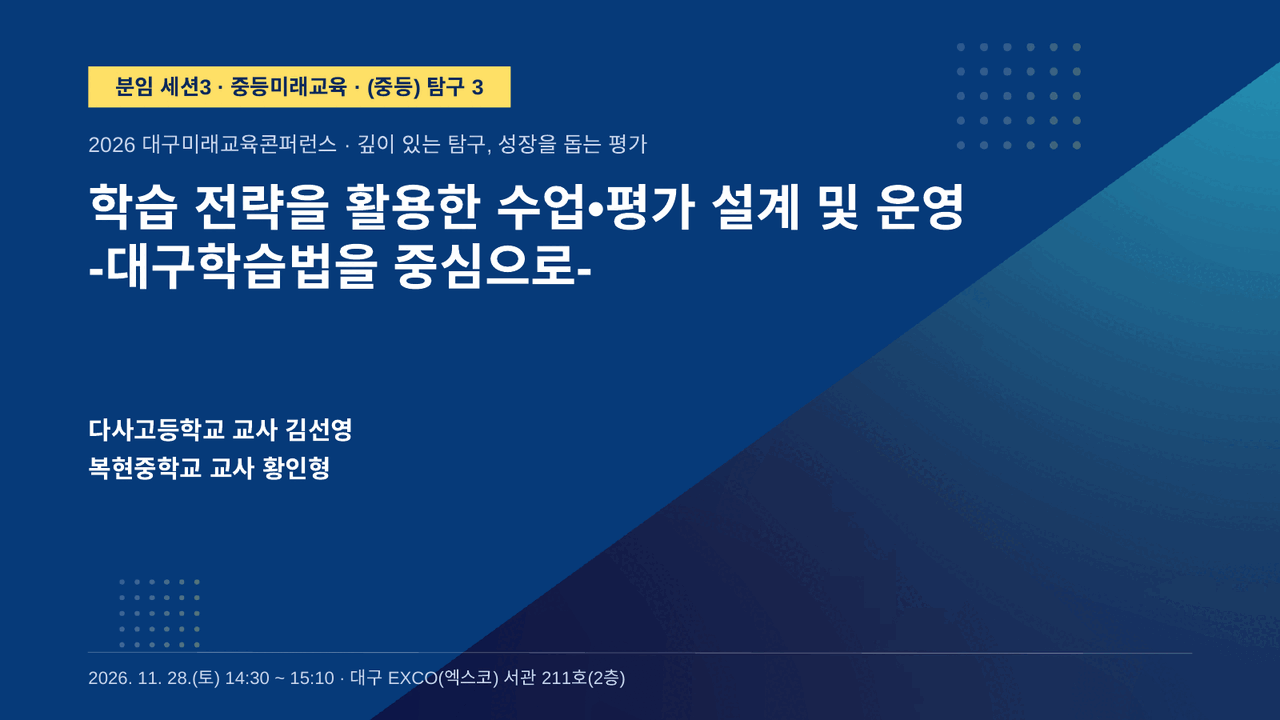 분임 세션3 · 중등미래교육 · (중등) 탐구 3
2026 대구미래교육콘퍼런스 · 깊이 있는 탐구, 성장을 돕는 평가
학습 전략을 활용한 수업•평가 설계 및 운영
-대구학습법을 중심으로-
다사고등학교 교사 김선영
복현중학교 교사 황인형
2026. 11. 28.(토) 14:30 ~ 15:10 · 대구 EXCO(엑스코) 서관 211호(2층)